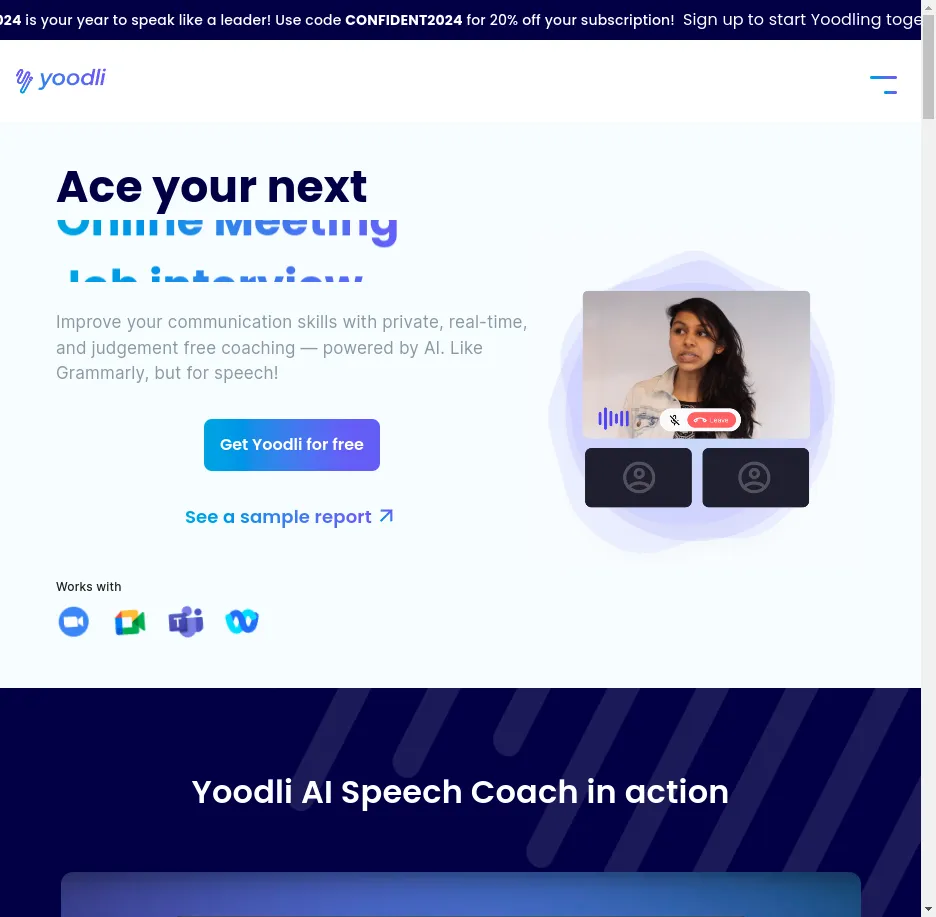 024 is your year to speak like a leader! Use code CONFIDENT2024 for 20% off your subscription! Sign up to start Yoodling toge
yoodli
Ace your next
Online Meeting
Job interview
Improve your communication skills with private, real-time,
and judgement free coaching — powered by AI. Like
Grammarly, but for speech!
Leave
Get Yoodli for free
See a sample report
Works with
T
Yoodli AI Speech Coach in action